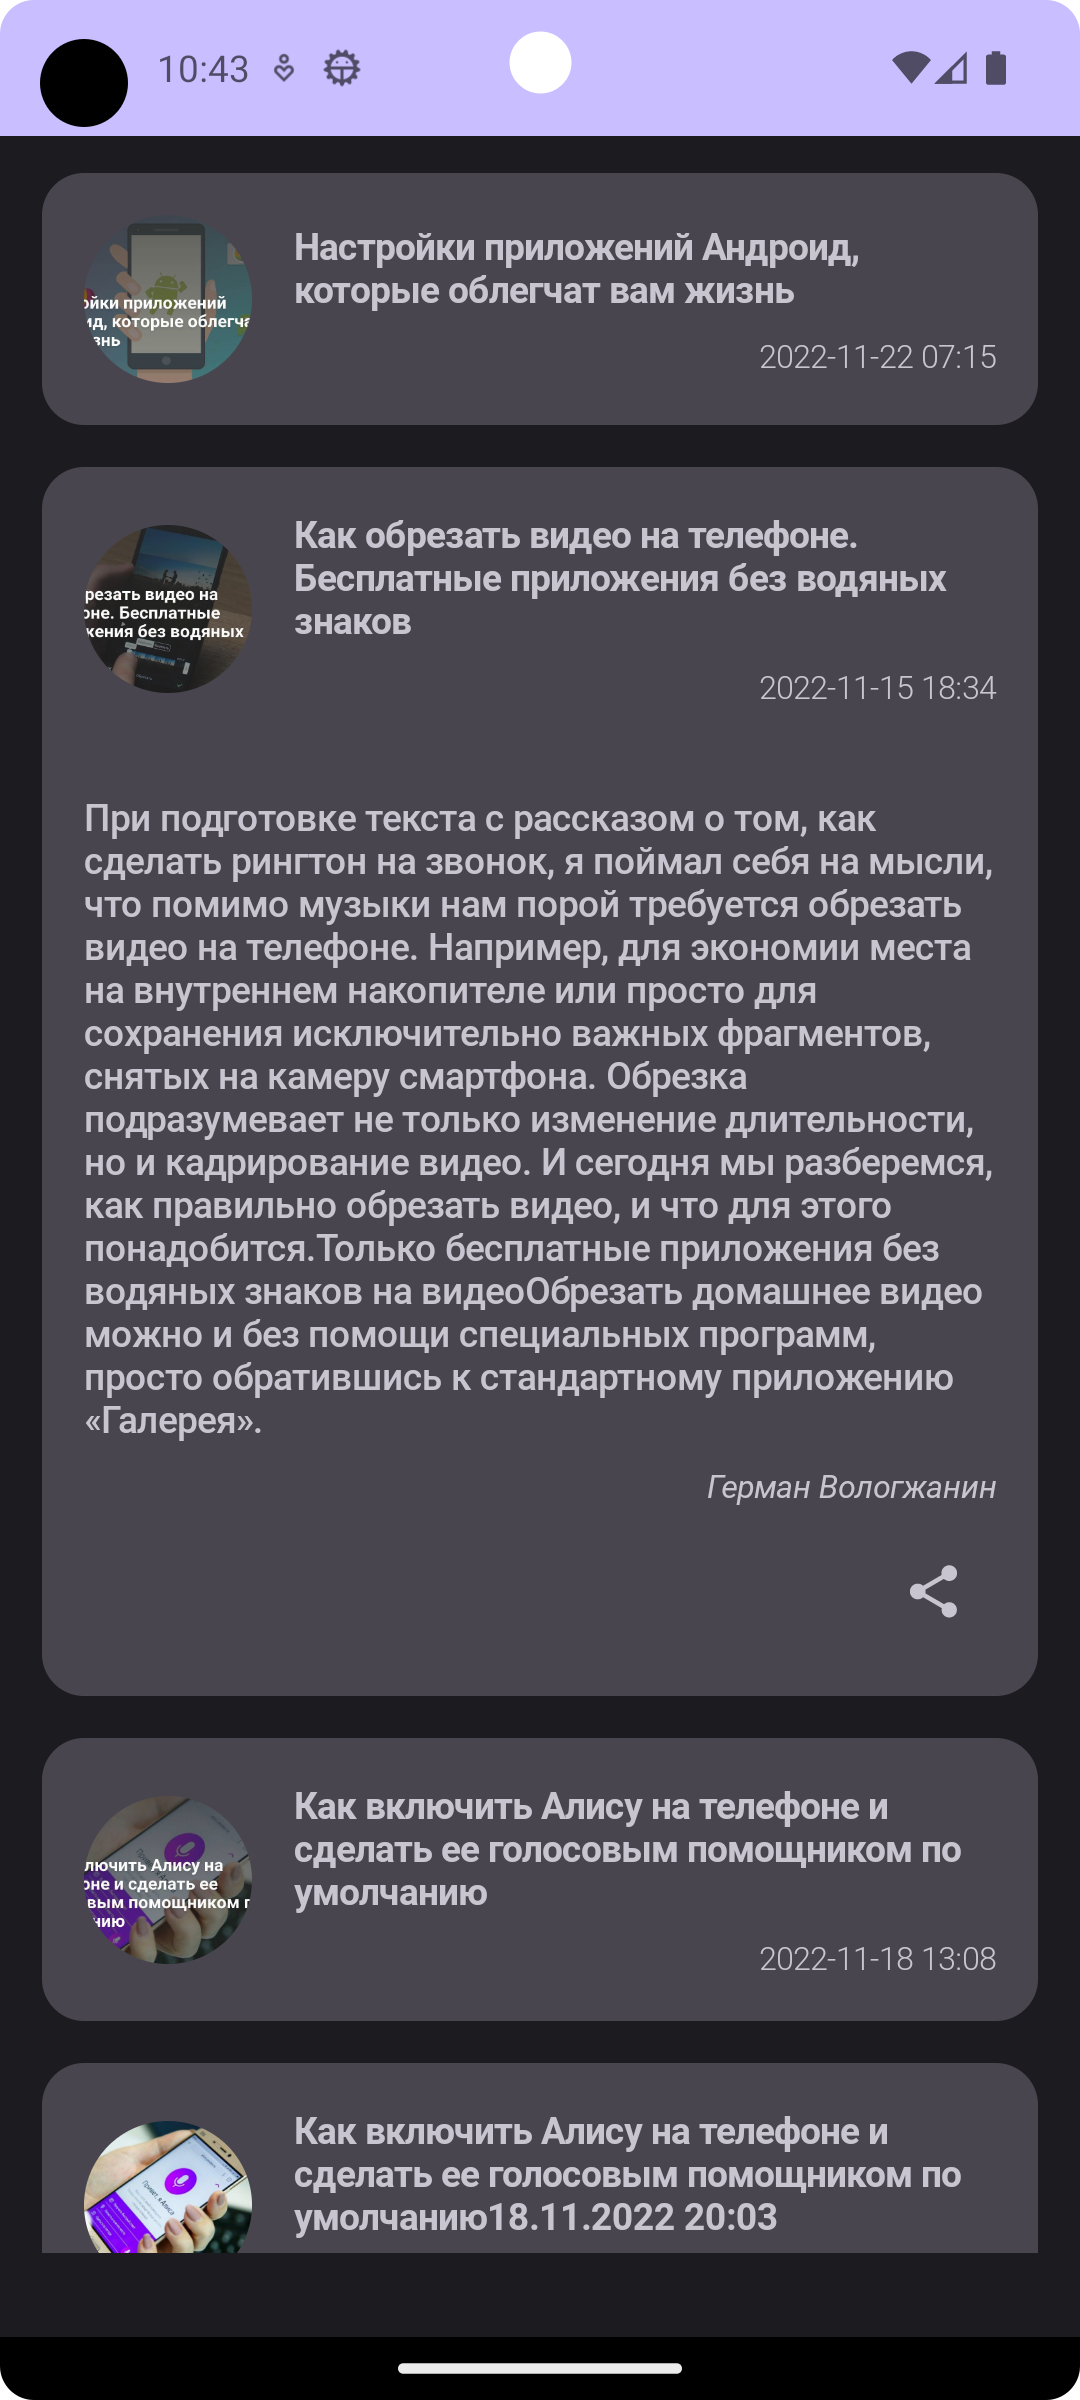 10:43
Настройки приложений Андроид,
которые облегчат вам жизнь
ойки приложений
ид, которые облегча
знь
2022-11-22 07:15
Как обрезать видео на телефоне.
Бесплатные приложения без водяных
знаков
резать видео на
оне. Бесплатные
жения без водяных
2022-11-15 18:34
При подготовке текста с рассказом о том, как
сделать рингтон на звонок, я поймал себя на мысли,
что помимо музыки нам порой требуется обрезать
видео на телефоне. Например, для экономии места
на внутреннем накопителе или просто для
сохранения исключительно важных фрагментов,
снятых на камеру смартфона. Обрезка
подразумевает не только изменение длительности,
но и кадрирование видео. И сегодня мы разберемся,
как правильно обрезать видео, и что для этого
понадобится.Только бесплатные приложения без
водяных знаков на видеоОбрезать домашнее видео
можно и без помощи специальных программ,
просто обратившись к стандартному приложению
«Галерея».
Герман Вологжанин
Как включить Алису на телефоне и
сделать ее голосовым помощником по
умолчанию
лючить Алису на
оне и сделать ее
вым помощником п
нию
2022-11-18 13:08
Как включить Алису на телефоне и
сделать ее голосовым помощником по
умолчанию18.11.2022 20:03